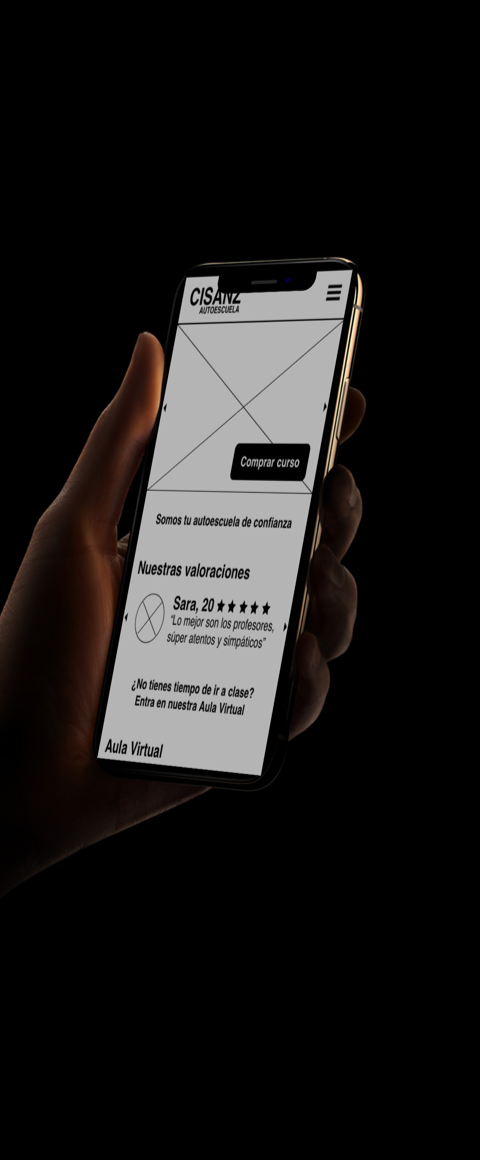 CISANZ
AUTOESCUELA
Comprar curso
Somos tu autoescuela de confianza
Nuestras valoraciones
Sara, 20 ★★★★★
"Lo mejor son los profesores,
súper atentos y simpáticos"
¿No tienes tiempo de ir a clase?
Entra en nuestra Aula Virtual
Aula Virtual